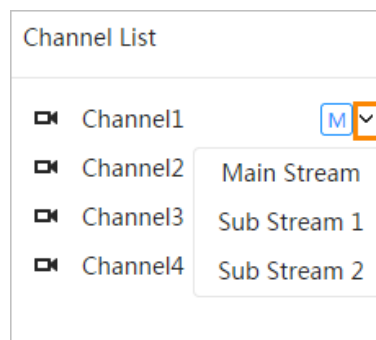 Channel List
Channel1 M
Channel2
Main Stream
Channel3
Sub Stream 1
Channel4
Sub Stream 2